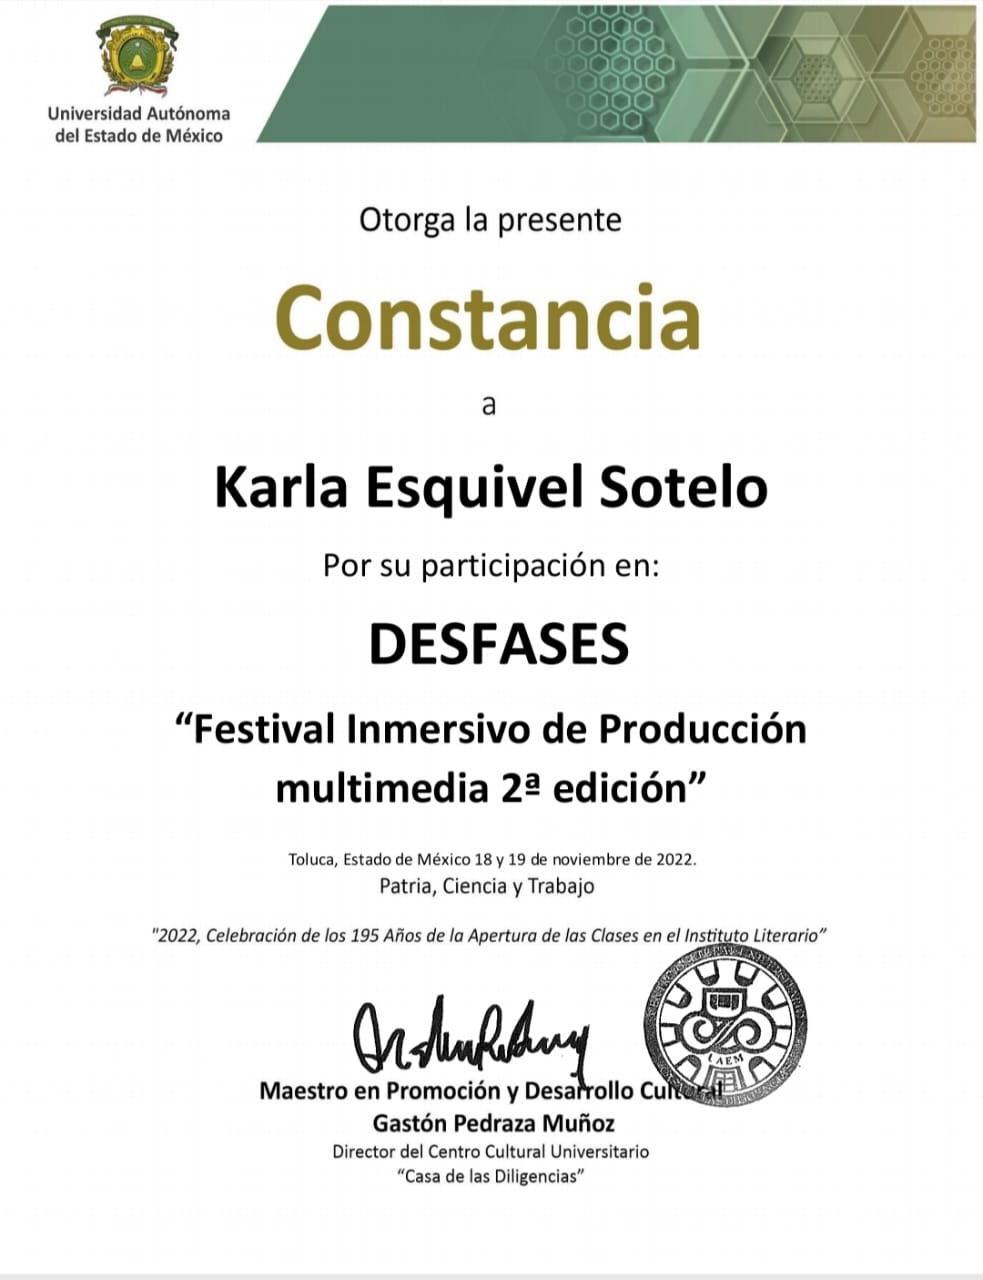 Universidad Autónoma
del Estado de México
Otorga la presente
Constancia
a
Karla Esquivel Sotelo
Por su participación en:
DESFASES
“Festival Inmersivo de Producción
multimedia 2ª edición”
Toluca, Estado de México 18 y 19 de noviembre de 2022.
Patria, Ciencia y Trabajo
"2022, Celebración de los 195 Años de la Apertura de las Clases en el Instituto Literario”
UAEM
Maestro en Promoción y Desarrollo Cultural
Gastón Pedraza Muñoz
Director del Centro Cultural Universitario
“Casa de las Diligencias”